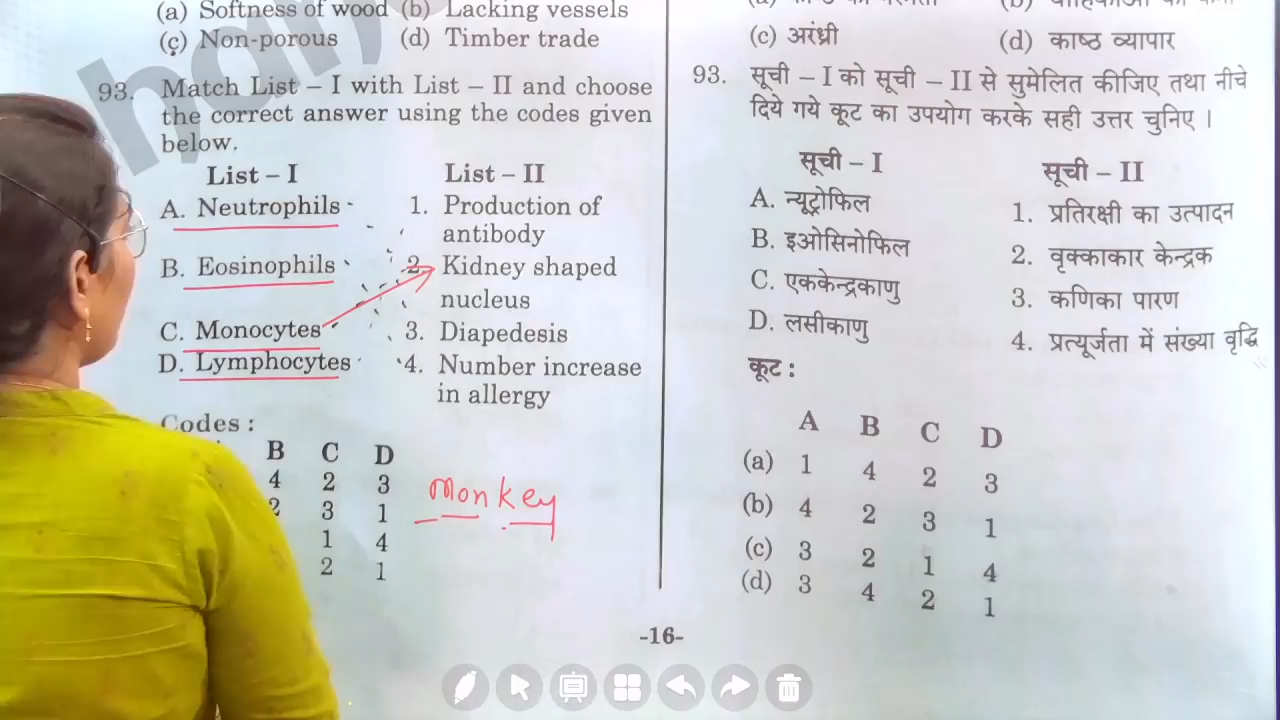 (a) Softness of wood (b) Lacking vessels
(c) Non-porous (d) Timber trade
93. Match List – I with List – II and choose
the correct answer using the codes given
below.
List – I List – II
A. Neutrophils 1. Production of
antibody
B. Eosinophils 2. Kidney shaped
nucleus
C. Monocytes 3. Diapedesis
D. Lymphocytes 4. Number increase
in allergy
Codes :
B C D
4 2 3
2 3 1
1 4
2 1
monkey
(c) अरंध्री (d) काष्ठ व्यापार
93. सूची – I को सूची – II से सुमेलित कीजिए तथा नीचे
दिये गये कूट का उपयोग करके सही उत्तर चुनिए ।
सूची – I सूची – II
A. न्यूट्रोफिल 1. प्रतिरक्षी का उत्पादन
B. इओसिनोफिल 2. वृक्काकार केन्द्रक
C. एककेन्द्रकाणु 3. कणिका पारण
D. लसीकाणु 4. प्रत्यूर्जता में संख्या वृद्धि
कूट :
A B C D
(a) 1 4 2 3
(b) 4 2 3 1
(c) 3 2 1 4
(d) 3 4 2 1
-16-